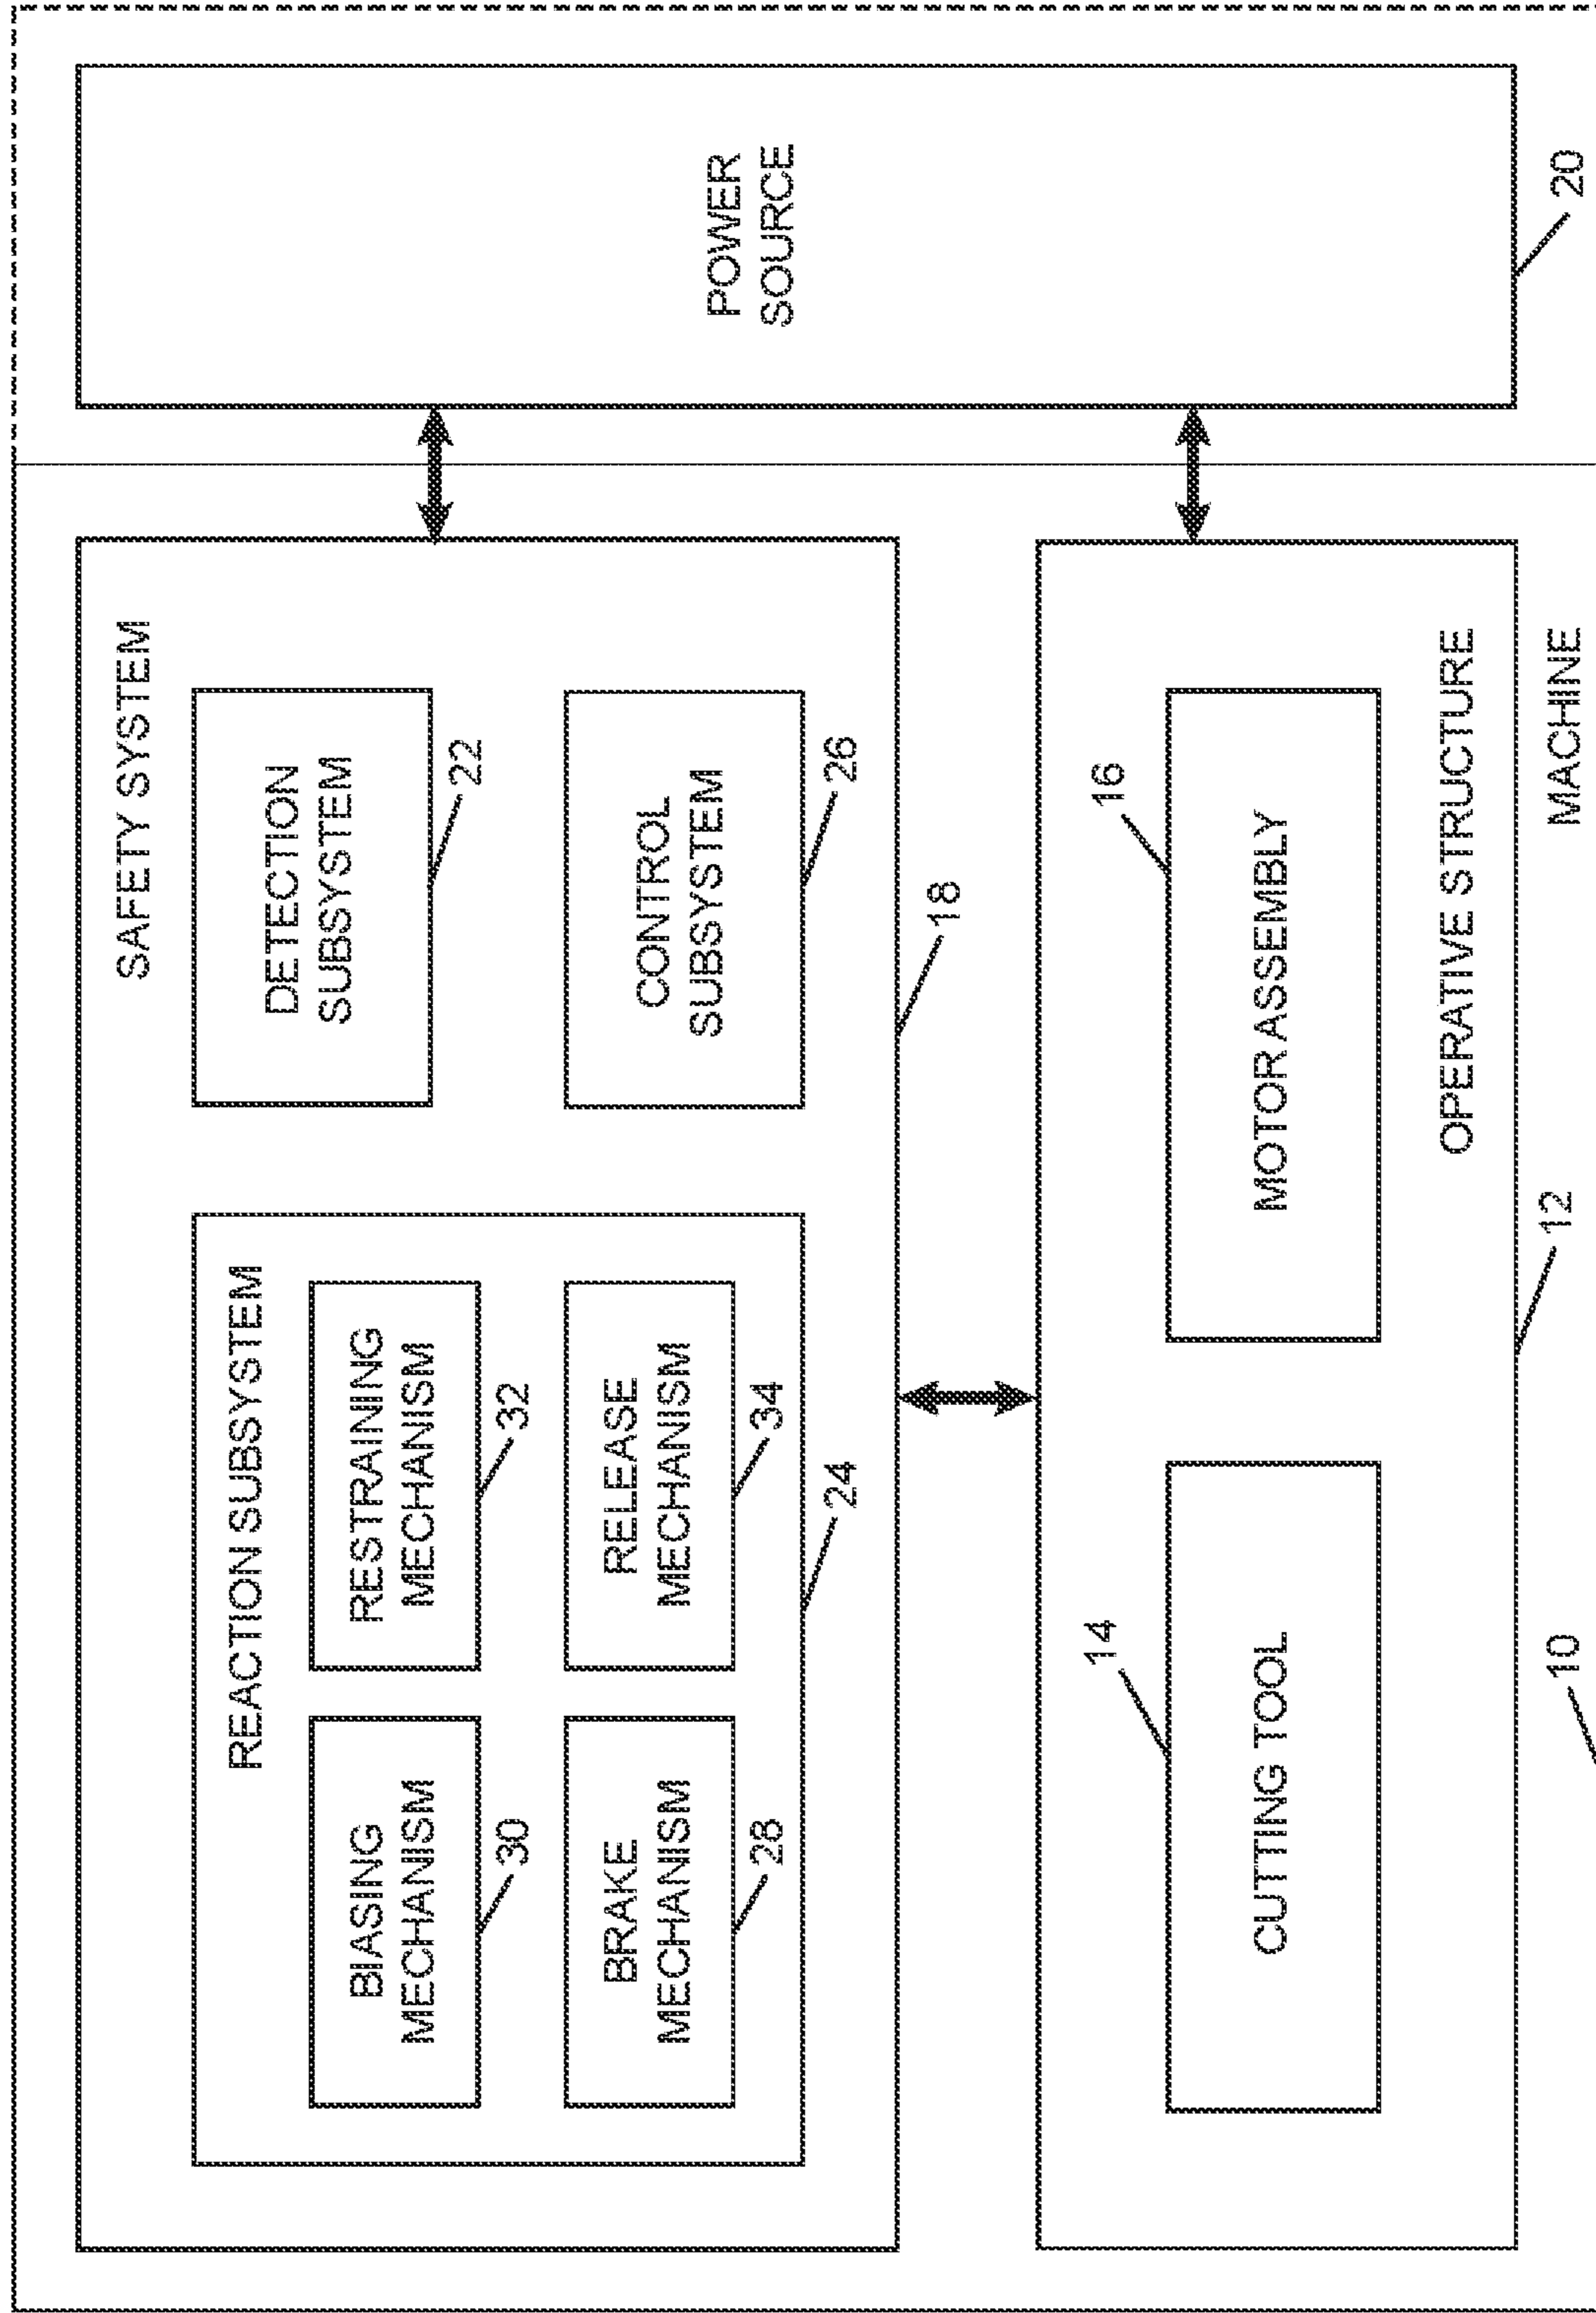 SAFETY SYSTEM
REACTION SUBSYSTEM
BIASING
MECHANISM
30
RESTRAINING
MECHANISM
32
BRAKE
MECHANISM
28
RELEASE
MECHANISM
34
24
DETECTION
SUBSYSTEM
22
CONTROL
SUBSYSTEM
26
18
POWER
SOURCE
20
14
CUTTING TOOL
16
MOTOR ASSEMBLY
OPERATIVE STRUCTURE
12
10
MACHINE